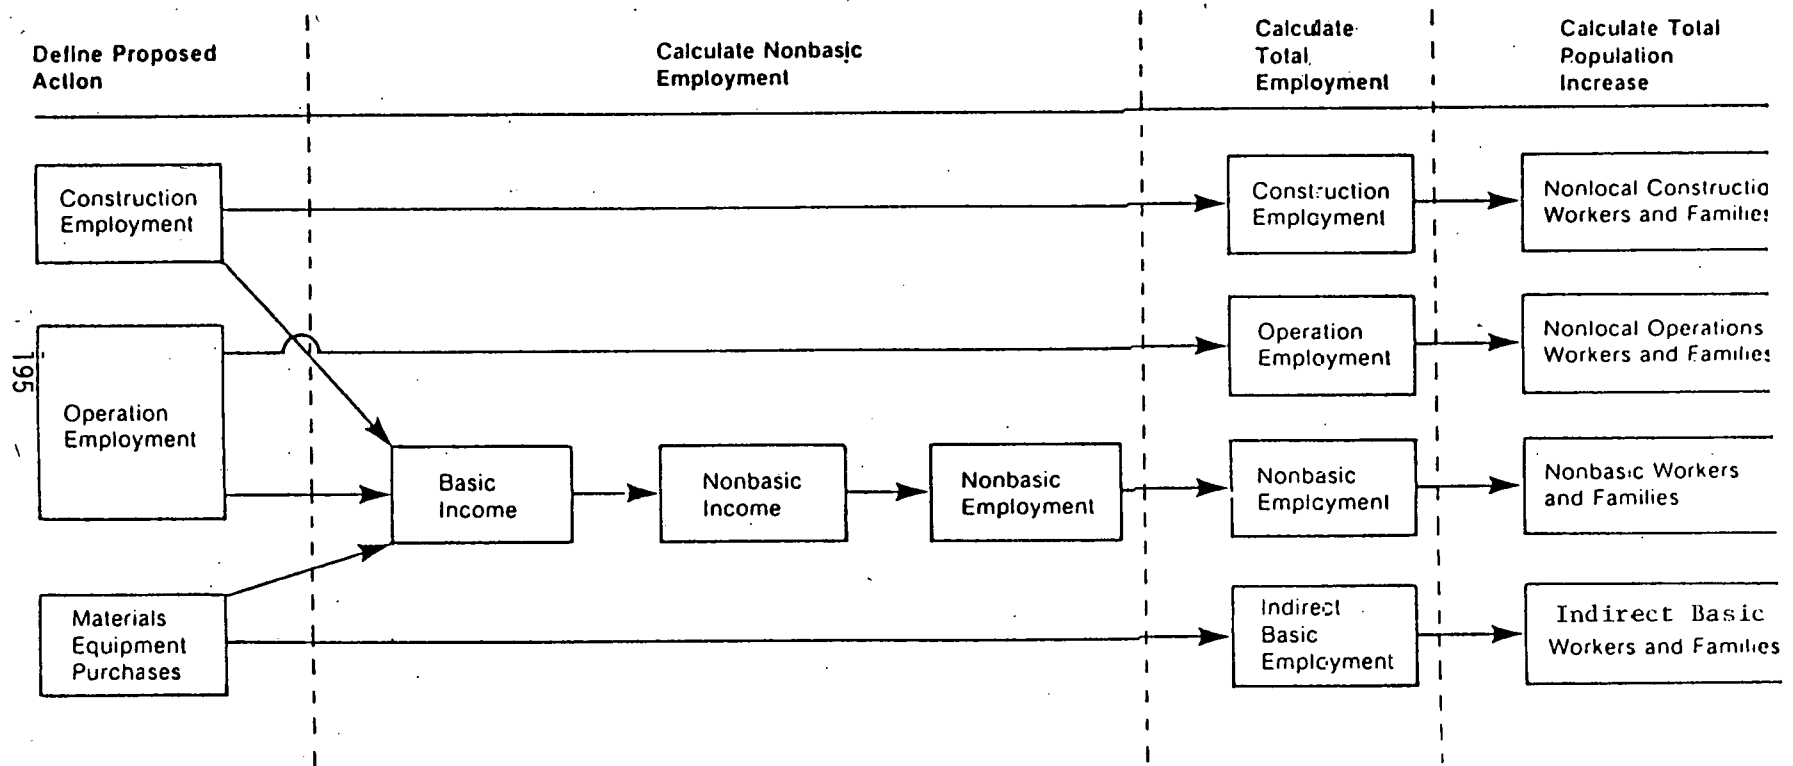 Define Proposed
Action
Calculate Nonbasic
Employment
Calculate
Total
Employment
Calculate Total
Population
Increase
Construction
Employment
Construction
Employment
Nonlocal Constructio
Workers and Families
Operation
Employment
Nonlocal Operations
Workers and Families
195
Operation
Employment
Basic
Income
Nonbasic
Income
Nonbasic
Employment
Nonbasic
Employment
Nonbasic Workers
and Families
Materials
Equipment
Purchases
Indirect
Basic
Employment
Indirect Basic
Workers and Families